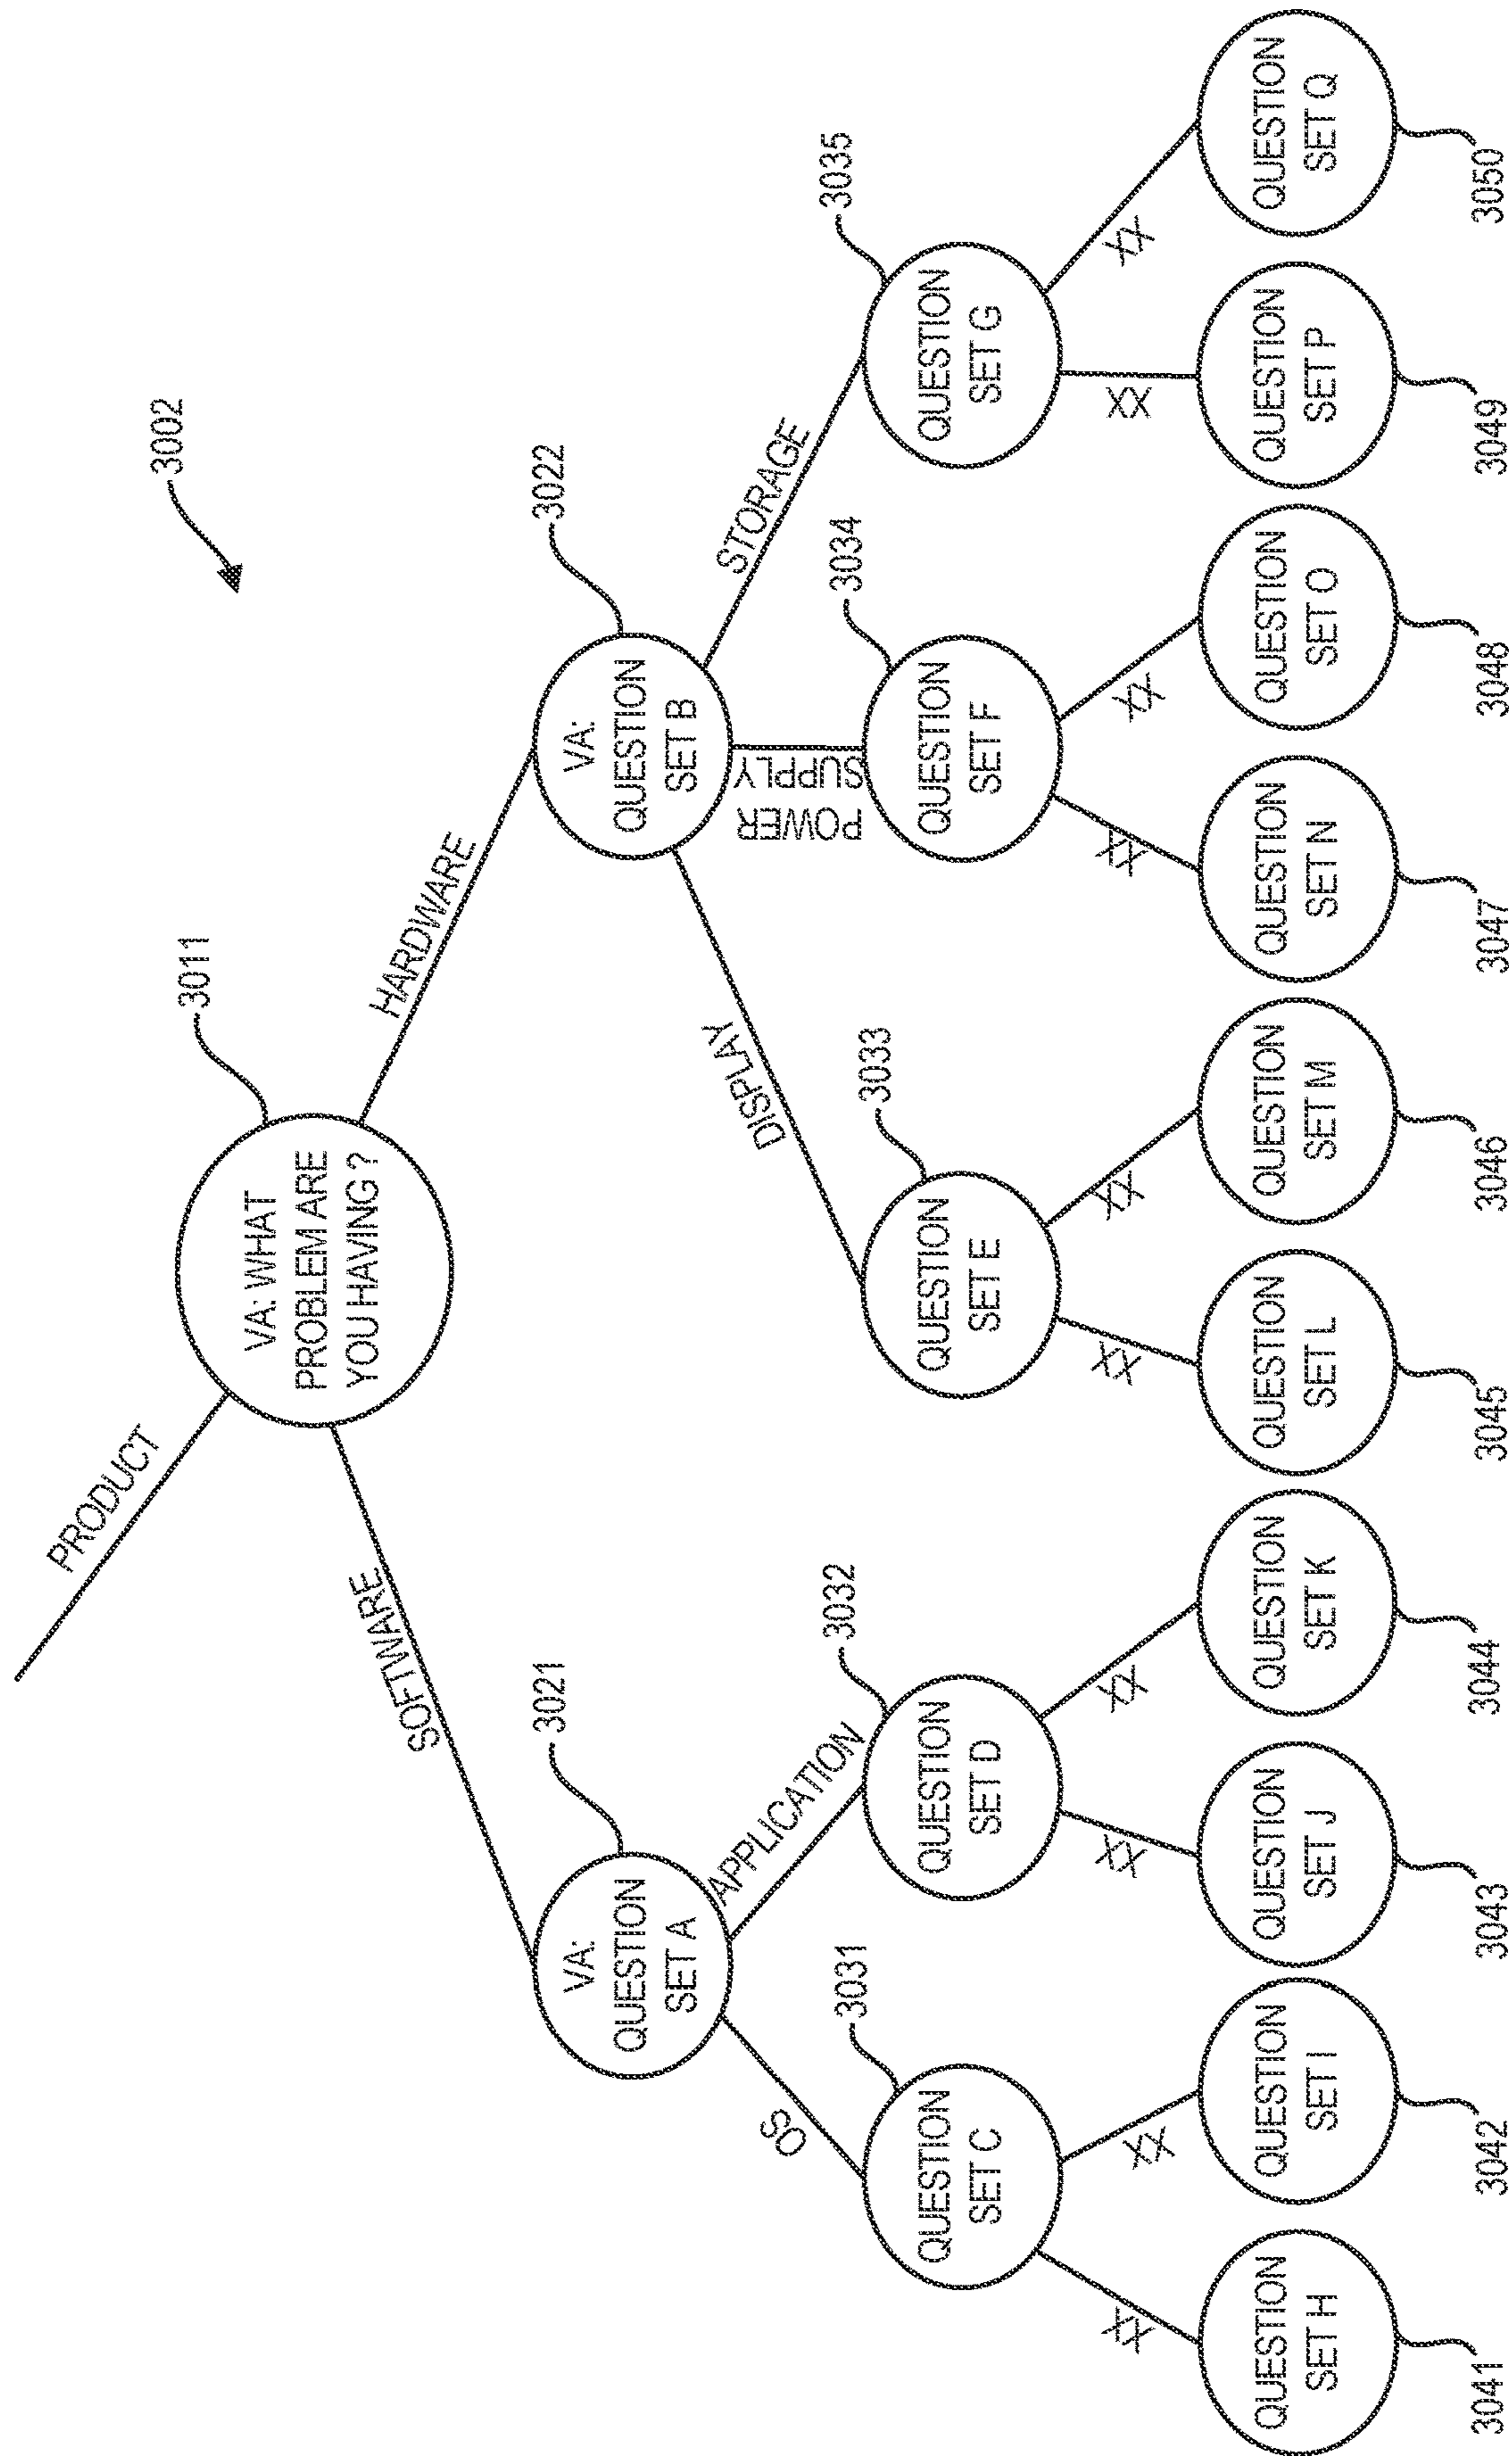 3002
PRODUCT
3011
VA: WHAT
PROBLEM ARE
YOU HAVING ?
SOFTWARE
HARDWARE
3021
VA:
QUESTION
SET A
3022
VA:
QUESTION
SET B
OS
APPLICATION
DISPLAY
POWER
SUPPLY
STORAGE
3031
QUESTION
SET C
3032
QUESTION
SET D
3033
QUESTION
SET E
3034
QUESTION
SET F
3035
QUESTION
SET G
XX
XX
XX
XX
XX
XX
XX
XX
XX
XX
QUESTION
SET H
QUESTION
SET I
QUESTION
SET J
QUESTION
SET K
QUESTION
SET L
QUESTION
SET M
QUESTION
SET N
QUESTION
SET O
QUESTION
SET P
QUESTION
SET Q
3041
3042
3043
3044
3045
3046
3047
3048
3049
3050